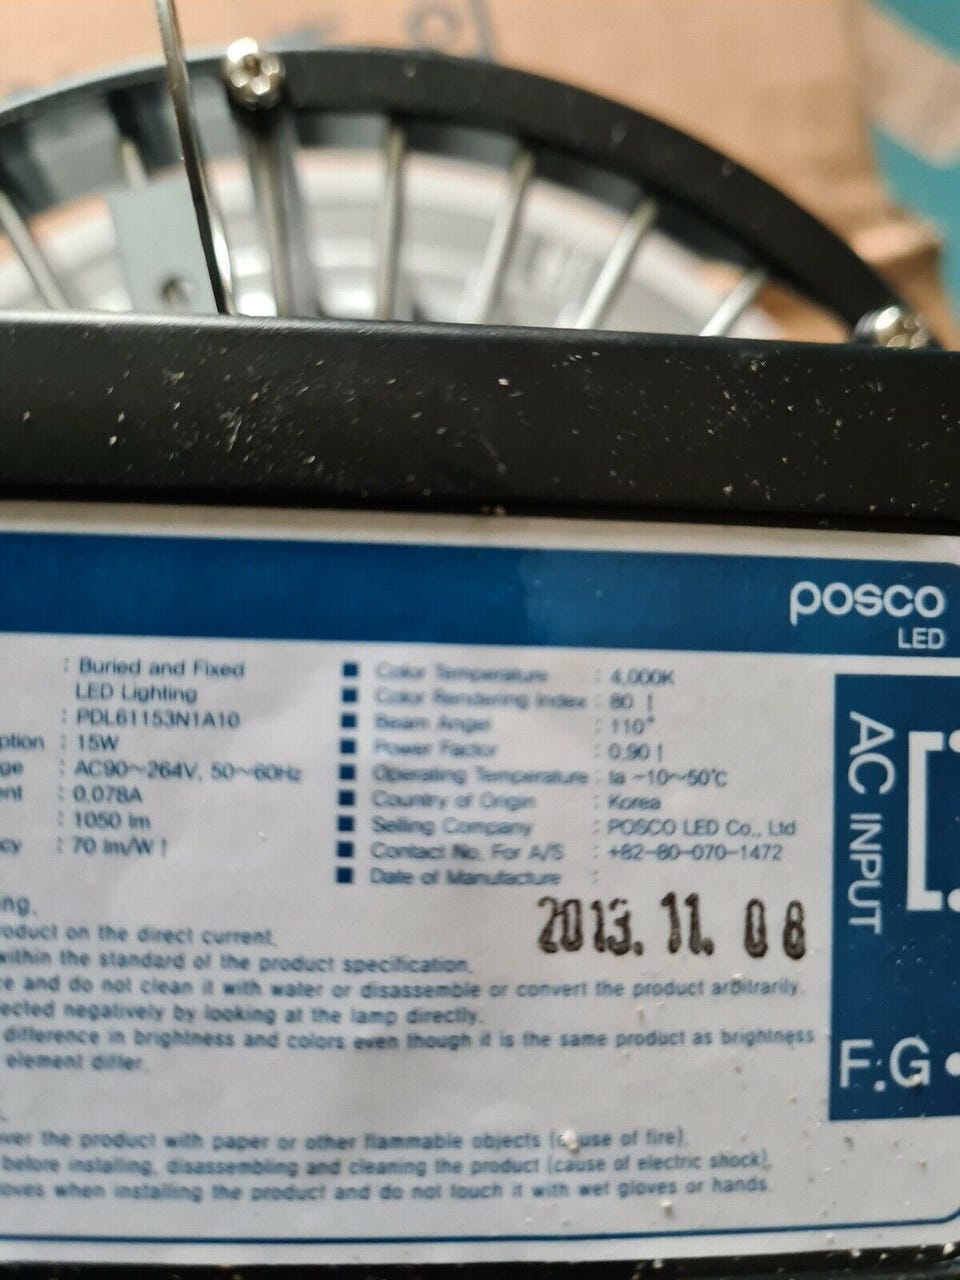 posco
LED
: Buried and Fixed
LED Lighting
: PDL61153N1A10
ption : 15W
ge : AC90~264V, 50~60Hz
ent : 0.078A
: 1050 lm
cy : 70 lm/W ↑
■ Color Temperature : 4,000K
■ Color Rendering Index : 80 ↑
■ Beam Angel : 110°
■ Power Factor : 0.90 ↑
■ Operating Temperature : ta -10~50℃
■ Country of Origin : Korea
■ Selling Company : POSCO LED Co., Ltd
■ Contact No. For A/S : +82-80-070-1472
■ Date of Manufacture :
2013. 11. 08
AC INPUT
F.G
ing.
roduct on the direct current.
within the standard of the product specification.
ce and do not clean it with water or disassemble or convert the product arbitrarily.
ected negatively by looking at the lamp directly.
difference in brightness and colors even though it is the same product as brightness
element differ.
ver the product with paper or other flammable objects (cause of fire).
before installing, disassembling and cleaning the product (cause of electric shock).
oves when installing the product and do not touch it with wet gloves or hands.